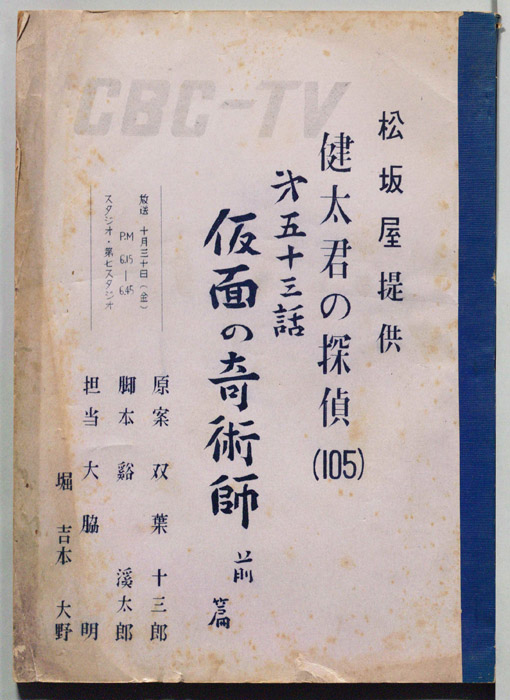 CBC-TV
松坂屋提供
健太君の探偵(105)
才五十三話
仮面の奇術師 前篇
放送 十月三十日(金)
P.M 6.15―6.45
スタジオ・第七スタジオ
原案 双葉 十三郎
脚本 谿 溪太郎
担当 大脇 明
堀 吉本 大野